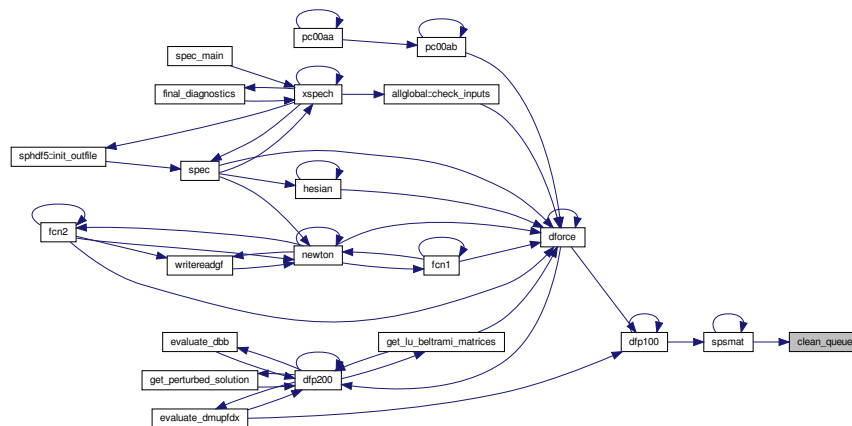 pc00aa
pc00ab
spec_main
final_diagnostics
xspech
allglobal::check_inputs
sphdf5::init_outfile
spec
hesian
fcn2
dforce
newton
writereadgf
fcn1
evaluate_dbb
get_lu_beltrami_matrices
dfp100
spsmat
clean_queue
get_perturbed_solution
dfp200
evaluate_dmupfdx